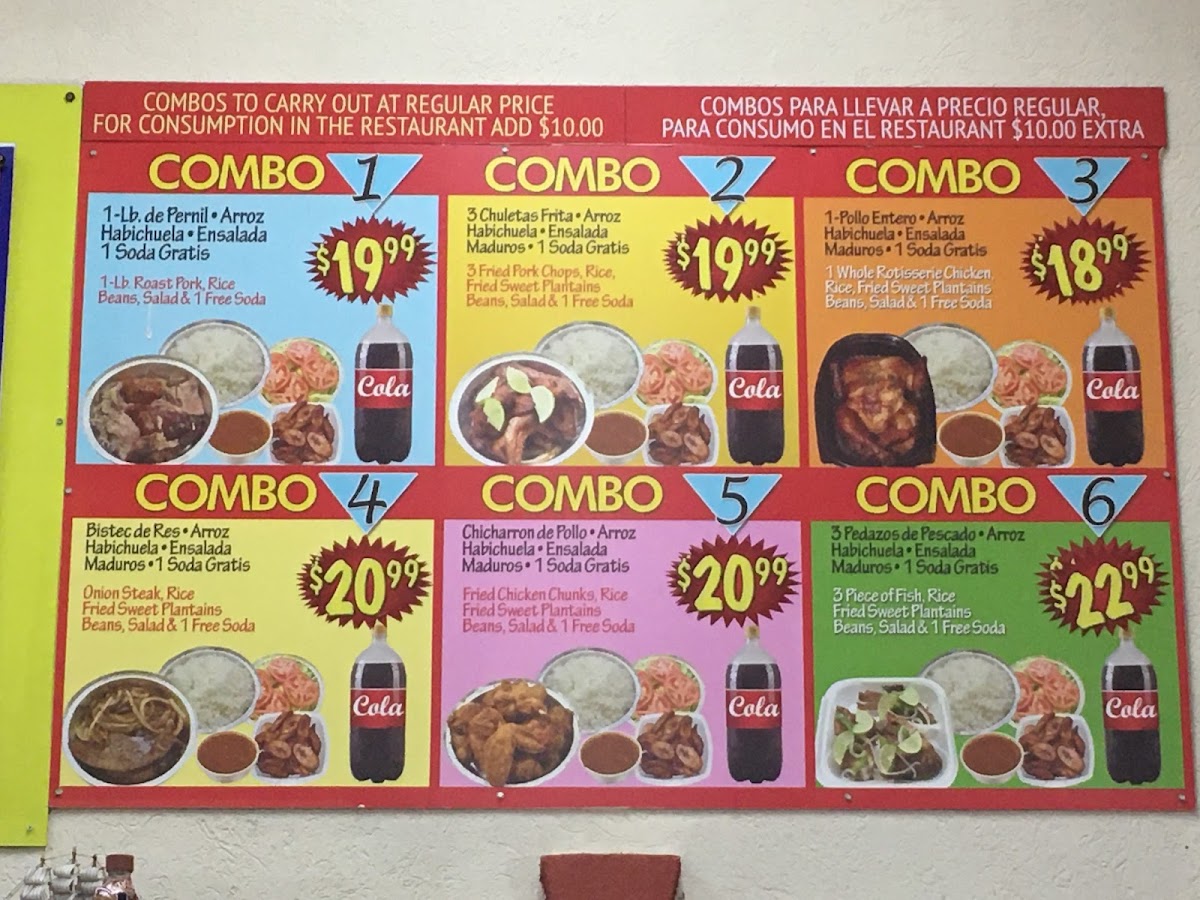 COMBOS TO CARRY OUT AT REGULAR PRICE
FOR CONSUMPTION IN THE RESTAURANT ADD $10.00
COMBOS PARA LLEVAR A PRECIO REGULAR,
PARA CONSUMO EN EL RESTAURANT $10.00 EXTRA
COMBO 1
1-Lb. de Pernil • Arroz
Habichuela • Ensalada
1 Soda Gratis
$19.99
1-Lb. Roast Pork, Rice
Beans, Salad & 1 Free Soda
Cola
COMBO 2
3 Chuletas Frita • Arroz
Habichuela • Ensalada
Maduros • 1 Soda Gratis
$19.99
3 Fried Pork Chops, Rice,
Fried Sweet Plantains
Beans, Salad & 1 Free Soda
Cola
COMBO 3
1-Pollo Entero • Arroz
Habichuela • Ensalada
Maduros • 1 Soda Gratis
$18.99
1 Whole Rotisserie Chicken,
Rice, Fried Sweet Plantains
Beans, Salad & 1 Free Soda
Cola
COMBO 4
Bistec de Res • Arroz
Habichuela • Ensalada
Maduros • 1 Soda Gratis
$20.99
Onion Steak, Rice
Fried Sweet Plantains
Beans, Salad & 1 Free Soda
Cola
COMBO 5
Chicharron de Pollo • Arroz
Habichuela • Ensalada
Maduros • 1 Soda Gratis
$20.99
Fried Chicken Chunks, Rice
Fried Sweet Plantains
Beans, Salad & 1 Free Soda
Cola
COMBO 6
3 Pedazos de Pescado • Arroz
Habichuela • Ensalada
Maduros • 1 Soda Gratis
$22.99
3 Piece of Fish, Rice
Fried Sweet Plantains
Beans, Salad & 1 Free Soda
Cola